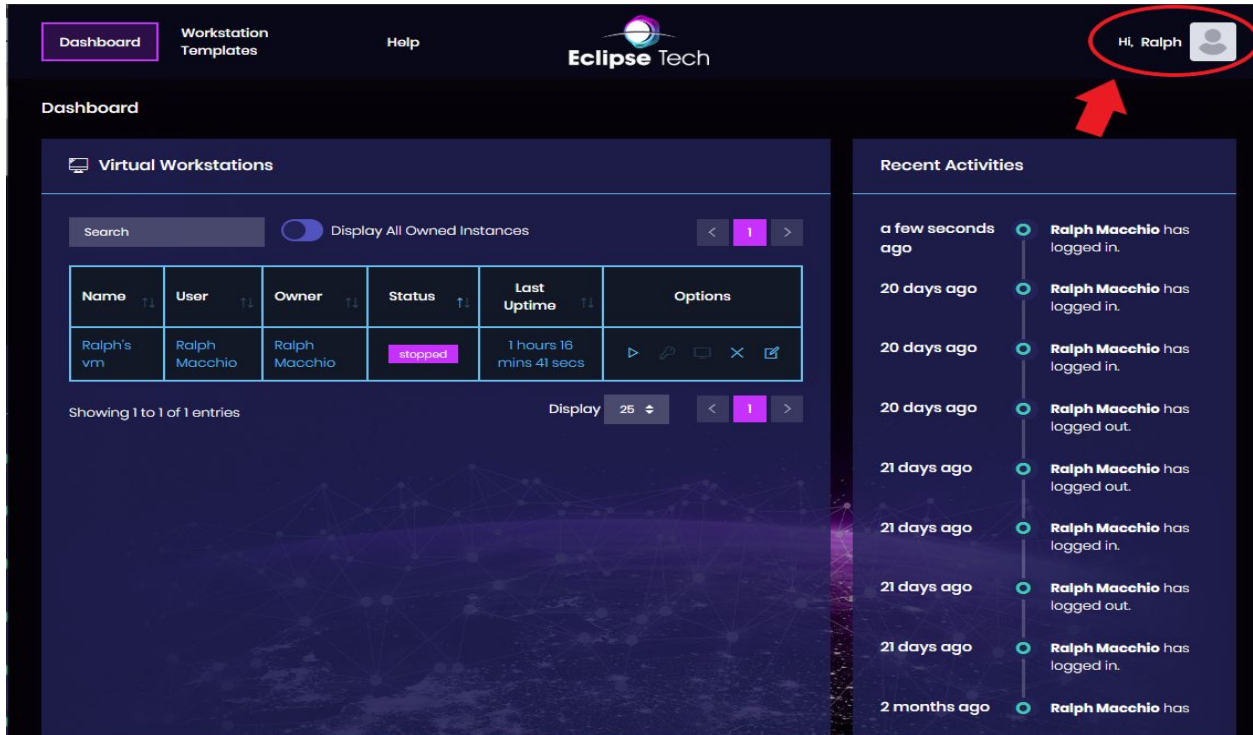 Dashboard
Workstation
Templates
Help
Eclipse Tech
Hi, Ralph
Dashboard
Virtual Workstations
Search
Display All Owned Instances
< 1 >
Name User Owner Status Last
Uptime Options
Ralph's
vm
Ralph
Macchio
Ralph
Macchio
stopped
1 hours 16
mins 41 secs
Showing 1 to 1 of 1 entries
Display 25
< 1 >
Recent Activities
a few seconds
ago
Ralph Macchio has
logged in.
20 days ago
Ralph Macchio has
logged in.
20 days ago
Ralph Macchio has
logged in.
20 days ago
Ralph Macchio has
logged out.
21 days ago
Ralph Macchio has
logged out.
21 days ago
Ralph Macchio has
logged in.
21 days ago
Ralph Macchio has
logged out.
21 days ago
Ralph Macchio has
logged in.
2 months ago
Ralph Macchio has